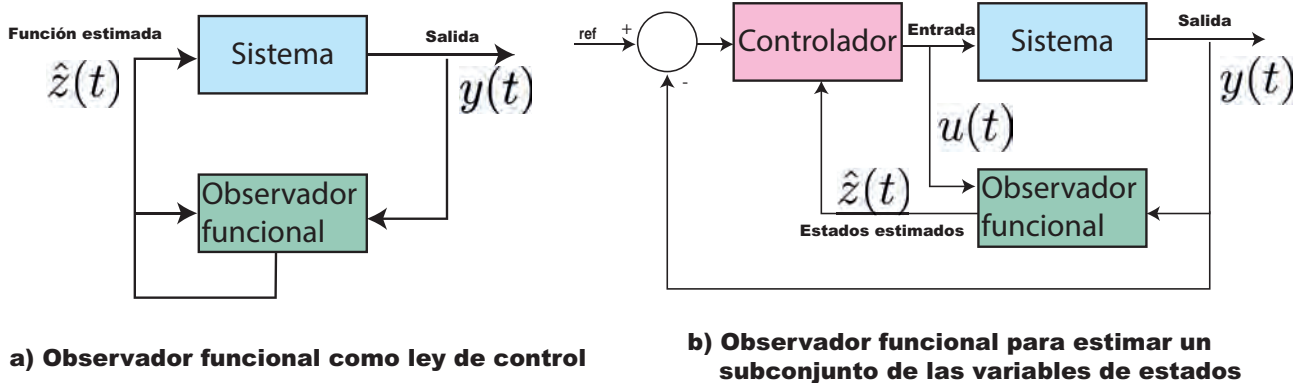 Función estimada
ẑ(t)
Sistema
Salida
y(t)
Observador
funcional
a) Observador funcional como ley de control
ref
+
-
Controlador
Entrada
u(t)
Sistema
Salida
y(t)
ẑ(t)
Estados estimados
Observador
funcional
b) Observador funcional para estimar un
subconjunto de las variables de estados